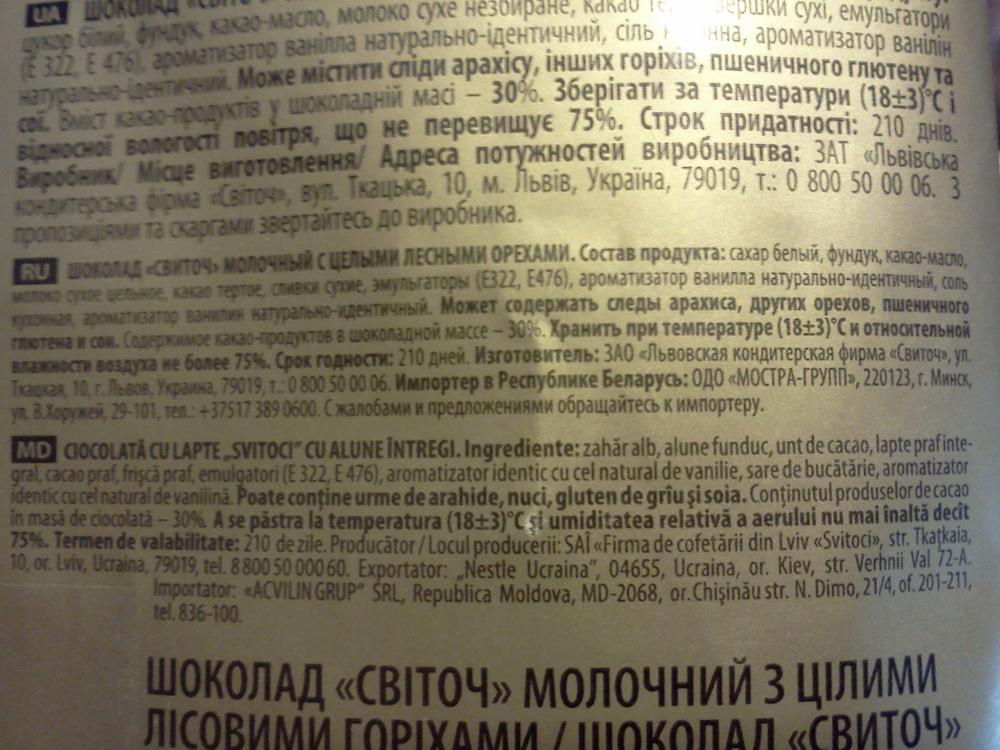 UA ШОКОЛАД «СВІТОЧ»
цукор білий, фундук, какао-масло, молоко сухе незбиране, какао вершки сухі, емульгатори
(Е 322, Е 476), ароматизатор ванілла натурально-ідентичний, сіль ароматизатор ванілін
натурально-ідентичний. Може містити сліди арахісу, інших горіхів, пшеничного глютену та
сої. Вміст какао-продуктів у шоколадній масі – 30%. Зберігати за температури (18±3)°С і
відносної вологості повітря, що не перевищує 75%. Строк придатності: 210 днів.
Виробник/ Місце виготовлення/ Адреса потужностей виробництва: ЗАТ «Львівська
кондитерська фірма «Світоч», вул. Ткацька, 10, м. Львів, Україна, 79019, т.: 0 800 50 00 06. З
пропозиціями та скаргами звертайтесь до виробника.
RU ШОКОЛАД «СВИТОЧ» МОЛОЧНЫЙ С ЦЕЛЫМИ ЛЕСНЫМИ ОРЕХАМИ. Состав продукта: сахар белый, фундук, какао-масло,
молоко сухое цельное, какао тертое, сливки сухие, эмульгаторы (Е322, Е476), ароматизатор ванилла натурально-идентичный, соль
кухонная, ароматизатор ванилин натурально-идентичный. Может содержать следы арахиса, других орехов, пшеничного
глютена и сои. Содержимое какао-продуктов в шоколадной массе – 30%. Хранить при температуре (18±3)°С и относительной
влажности воздуха не более 75%. Срок годности: 210 дней. Изготовитель: ЗАО «Львовская кондитерская фирма «Свиточ», ул.
Ткацкая, 10, г. Львов, Украина, 79019, т.: 0 800 50 00 06. Импортер в Республике Беларусь: ОДО «МОСТРА-ГРУПП», 220123, г. Минск,
ул. В.Хоружей, 29-101, тел.: +37517 389 0600. С жалобами и предложениями обращайтесь к импортеру.
MD CIOCOLATĂ CU LAPTE „SVITOCI” CU ALUNE ÎNTREGI. Ingrediente: zahăr alb, alune funduc, unt de cacao, lapte praf inte-
gral, cacao praf, frişcă praf, emulgatori (E 322, E 476), aromatizator identic cu cel natural de vanilie, sare de bucătărie, aromatizator
identic cu cel natural de vanilină. Poate conţine urme de arahide, nuci, gluten de grîu şi soia. Conţinutul produselor de cacao
în masă de ciocolată – 30%. A se păstra la temperatura (18±3)°C şi umiditatea relativă a aerului nu mai înaltă decit
75%. Termen de valabilitate: 210 de zile. Producător / Locul producerii: SAÎ «Firma de cofetării din Lviv «Svitoci», str. Tkaţkaia,
10, or. Lviv, Ucraina, 79019, tel. 8 800 50 000 60. Exportator: „Nestle Ucraina”, 04655, Ucraina, or. Kiev, str. Verhnii Val 72-A.
Importator: «ACVILIN GRUP” SRL, Republica Moldova, MD-2068, or. Chişinău str. N. Dimo, 21/4, of. 201-211,
tel. 836-100.
ШОКОЛАД «СВІТОЧ» МОЛОЧНИЙ З ЦІЛИМИ
ЛІСОВИМИ ГОРІХАМИ / ШОКОЛАД «СВИТОЧ»